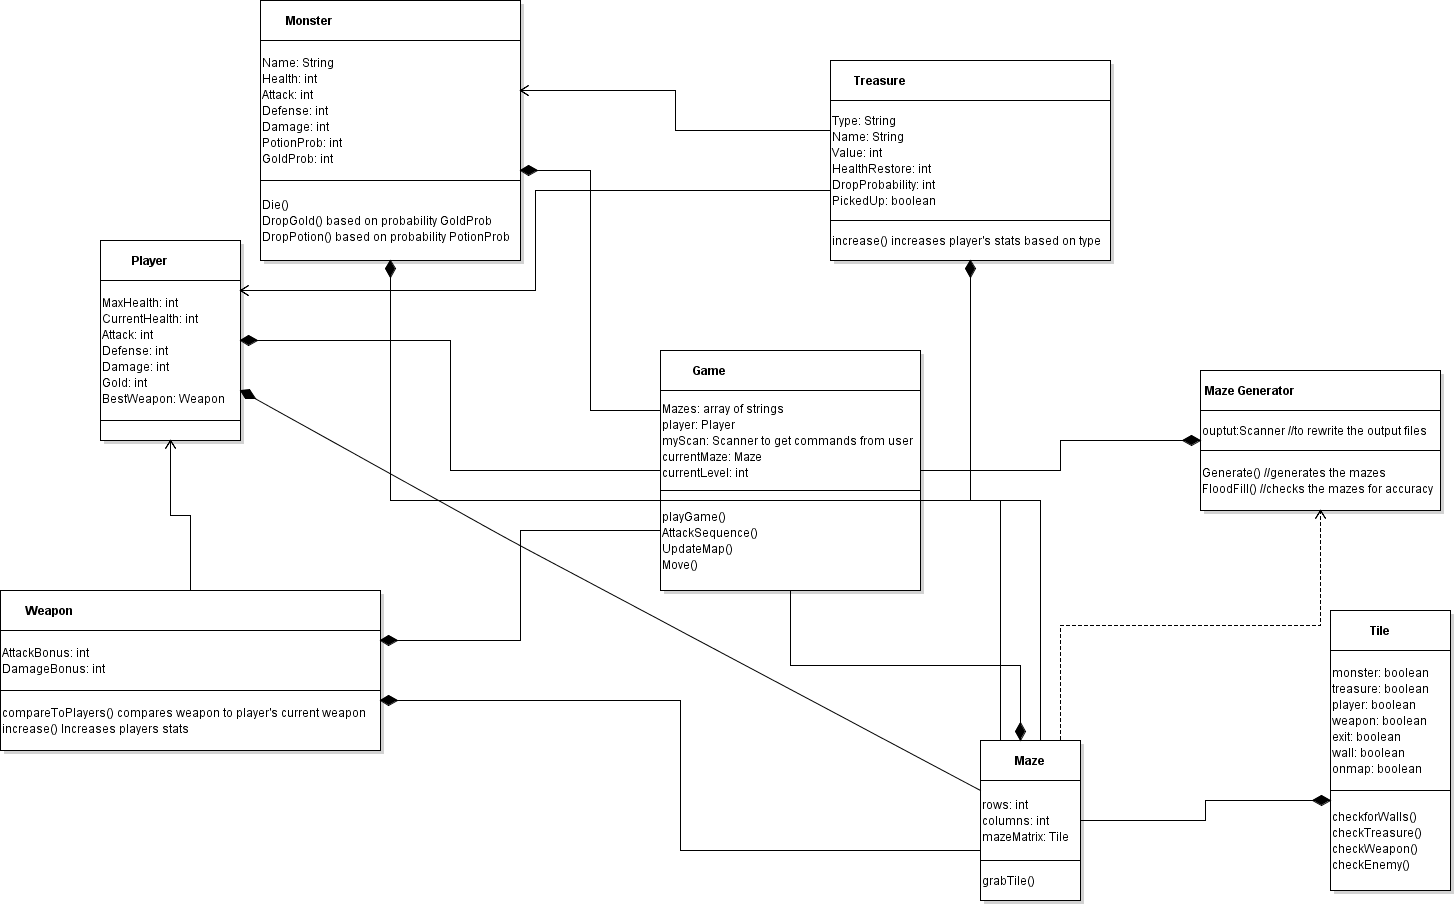 Monster
Name: String
Health: int
Attack: int
Defense: int
Damage: int
PotionProb: int
GoldProb: int
Die()
DropGold() based on probability GoldProb
DropPotion() based on probability PotionProb
Treasure
Type: String
Name: String
Value: int
HealthRestore: int
DropProbability: int
PickedUp: boolean
increase() increases player's stats based on type
Player
MaxHealth: int
CurrentHealth: int
Attack: int
Defense: int
Damage: int
Gold: int
BestWeapon: Weapon
Game
Mazes: array of strings
player: Player
myScan: Scanner to get commands from user
currentMaze: Maze
currentLevel: int
playGame()
AttackSequence()
UpdateMap()
Move()
Maze Generator
ouptut:Scanner //to rewrite the output files
Generate() //generates the mazes
FloodFill() //checks the mazes for accuracy
Weapon
AttackBonus: int
DamageBonus: int
compareToPlayers() compares weapon to player's current weapon
increase() Increases players stats
Maze
rows: int
columns: int
mazeMatrix: Tile
grabTile()
Tile
monster: boolean
treasure: boolean
player: boolean
weapon: boolean
exit: boolean
wall: boolean
onmap: boolean
checkforWalls()
checkTreasure()
checkWeapon()
checkEnemy()